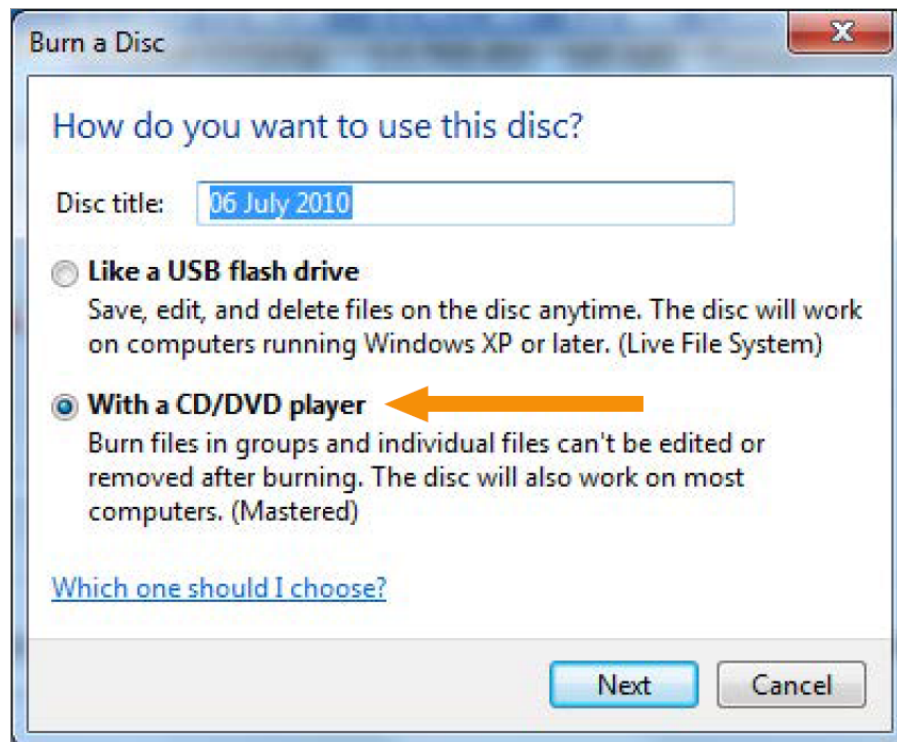 Burn a Disc
X
How do you want to use this disc?
Disc title: 06 July 2010
Like a USB flash drive
Save, edit, and delete files on the disc anytime. The disc will work
on computers running Windows XP or later. (Live File System)
With a CD/DVD player
Burn files in groups and individual files can't be edited or
removed after burning. The disc will also work on most
computers. (Mastered)
Which one should I choose?
Next Cancel